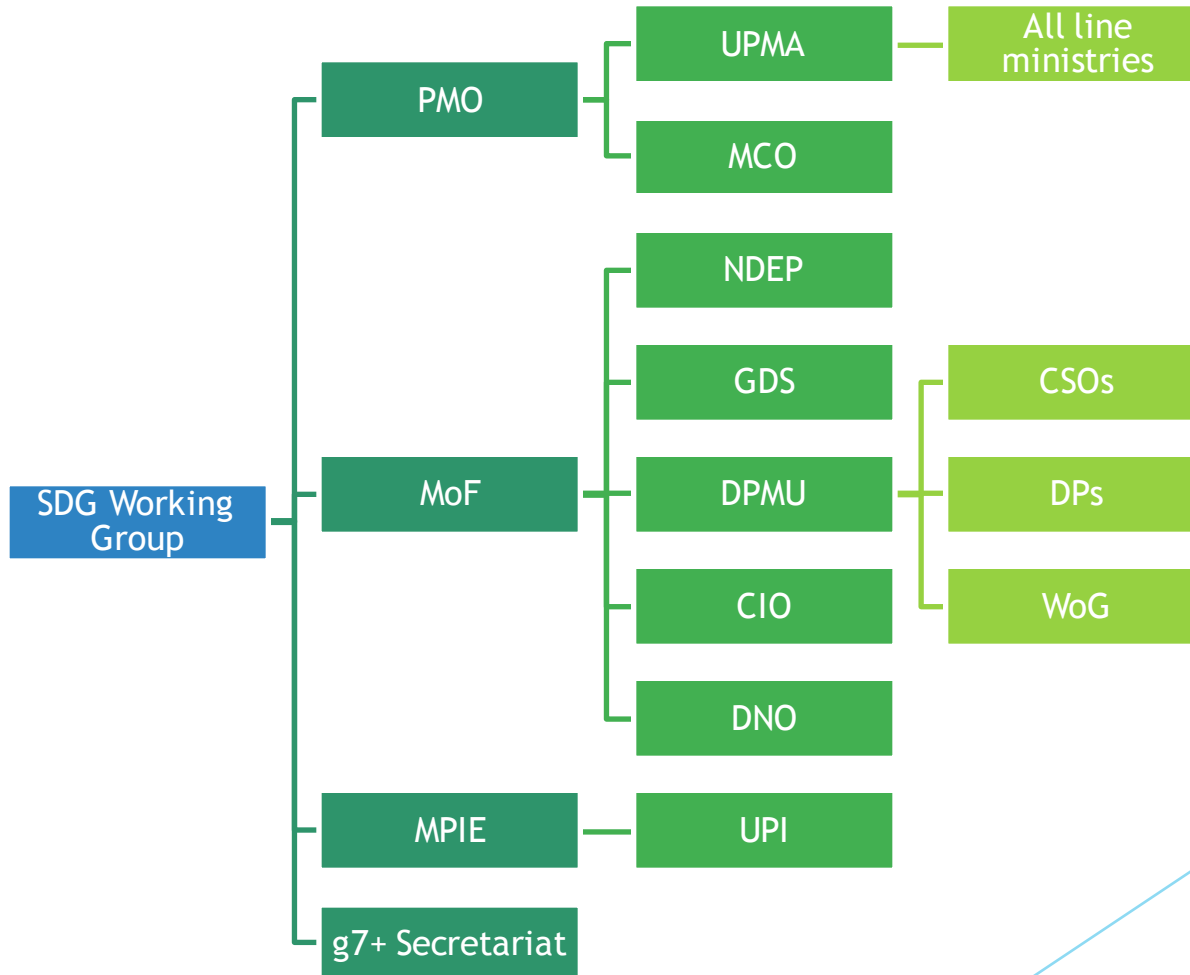 UPMA
All line
ministries
PMO
MCO
NDEP
GDS
CSOs
SDG Working
Group
MoF
DPMU
DPs
CIO
WoG
DNO
MPIE
UPI
g7+ Secretariat